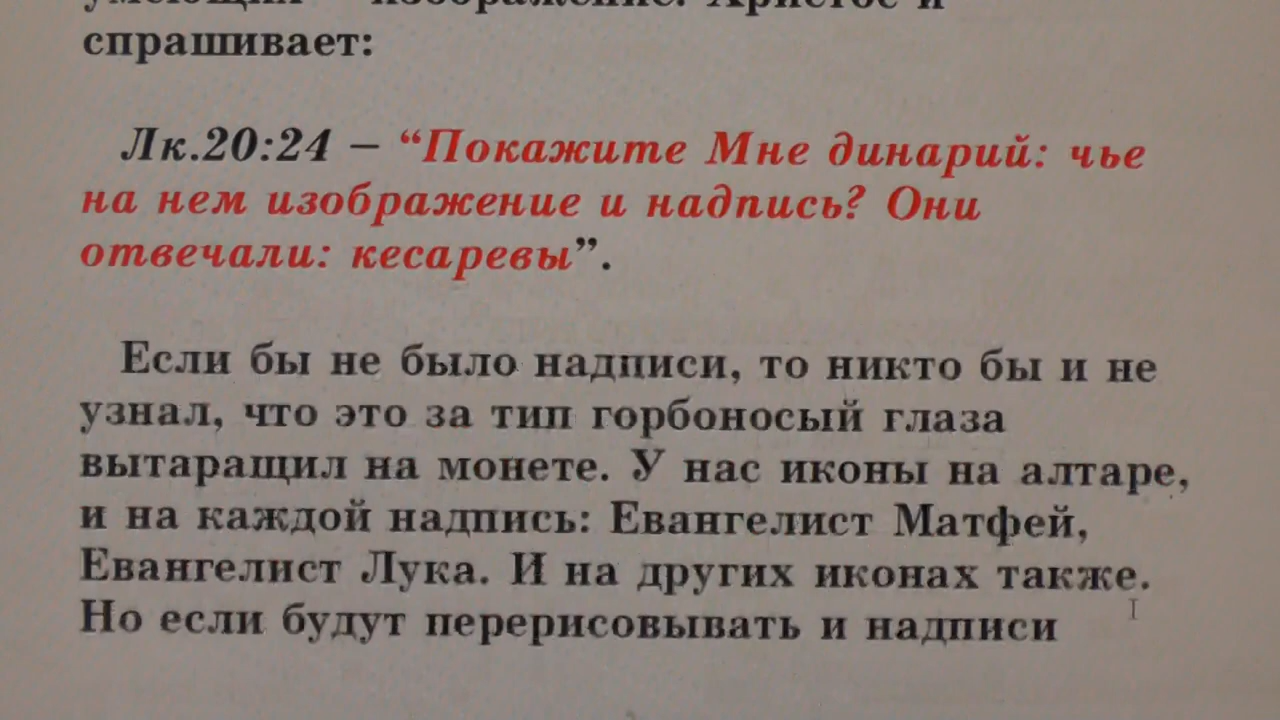 спрашивает:
Лк.20:24 – “Покажите Мне динарий: чье
на нем изображение и надпись? Они
отвечали: кесаревы”.
Если бы не было надписи, то никто бы и не
узнал, что это за тип горбоносый глаза
вытаращил на монете. У нас иконы на алтаре,
и на каждой надпись: Евангелист Матфей,
Евангелист Лука. И на других иконах также.
Но если будут перерисовывать и надписи